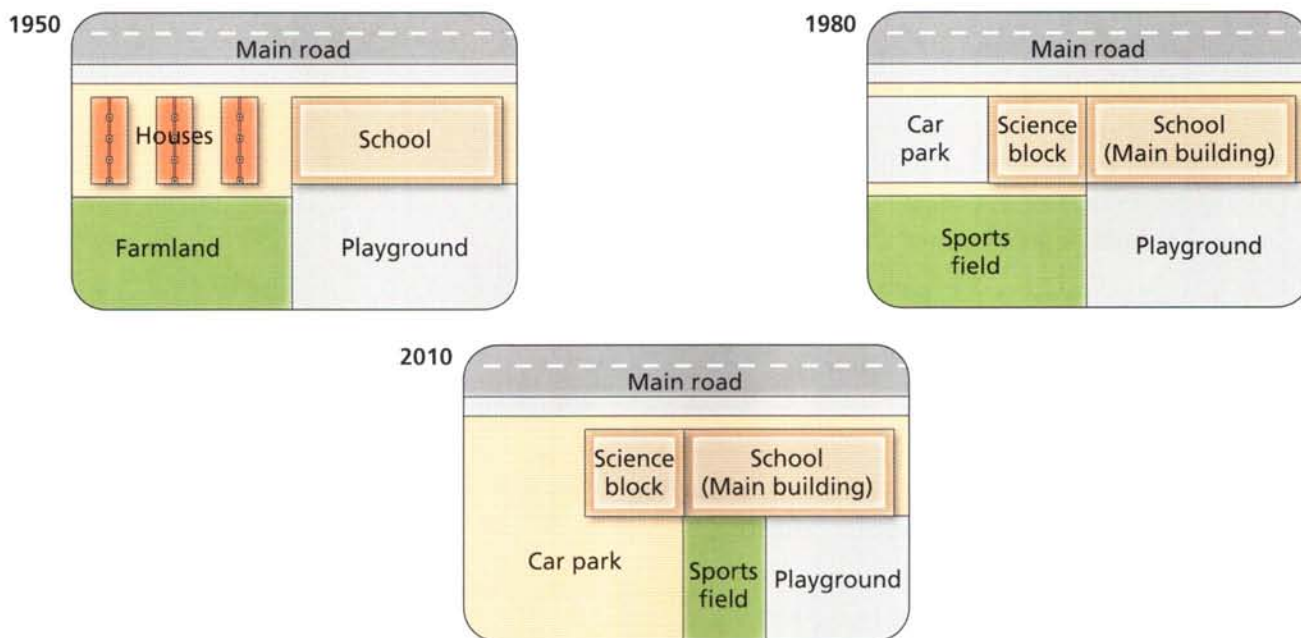 1950
Main road
Houses
School
Farmland
Playground
1980
Main road
Car
park
Science
block
School
(Main building)
Sports
field
Playground
2010
Main road
Science
block
School
(Main building)
Car park
Sports
field
Playground